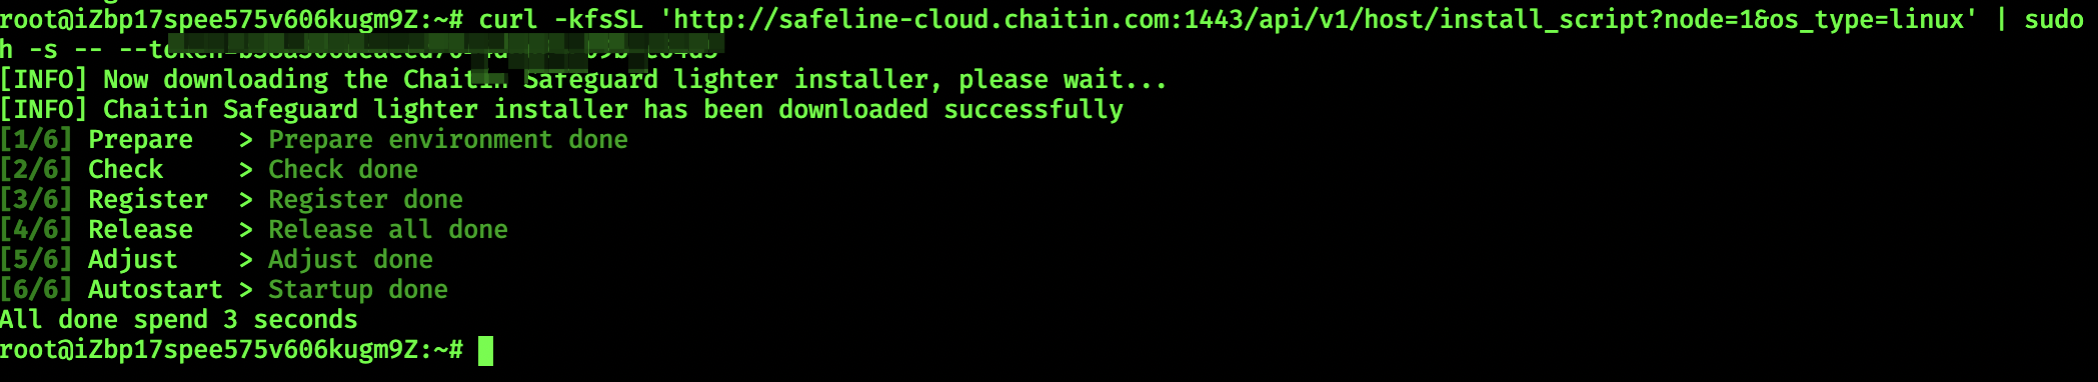 root@iZbp17spee575v606kugm9Z:~# curl -kfsSL 'http://safeline-cloud.chaitin.com:1443/api/v1/host/install_script?node=1&os_type=linux' | sudo
h -s -- --token
[INFO] Now downloading the Chaitin Safeguard lighter installer, please wait...
[INFO] Chaitin Safeguard lighter installer has been downloaded successfully
[1/6] Prepare > Prepare environment done
[2/6] Check > Check done
[3/6] Register > Register done
[4/6] Release > Release all done
[5/6] Adjust > Adjust done
[6/6] Autostart > Startup done
All done spend 3 seconds
root@iZbp17spee575v606kugm9Z:~#